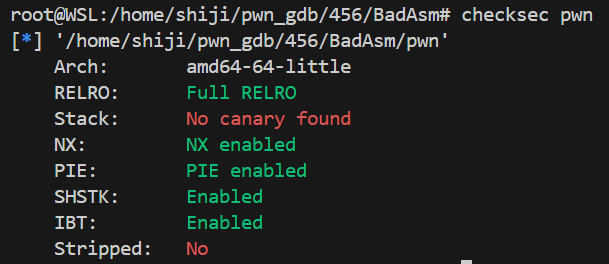 root@WSL:/home/shiji/pwn_gdb/456/BadAsm# checksec pwn
[*] '/home/shiji/pwn_gdb/456/BadAsm/pwn'
    Arch:       amd64-64-little
    RELRO:      Full RELRO
    Stack:      No canary found
    NX:         NX enabled
    PIE:        PIE enabled
    SHSTK:      Enabled
    IBT:        Enabled
    Stripped:   No